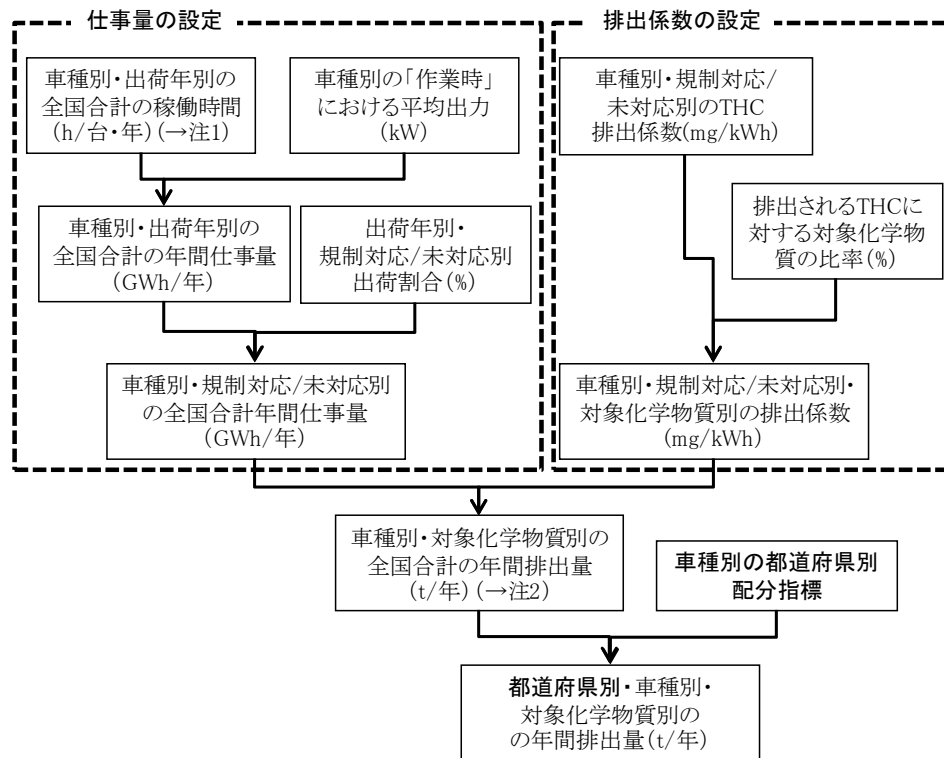 仕事量の設定
車種別・出荷年別の
全国合計の稼働時間
(h/台・年)(→注1)
車種別の「作業時」
における平均出力
(kW)
車種別・出荷年別の
全国合計の年間仕事量
(GWh/年)
出荷年別・
規制対応/未対応別
出荷割合(%)
車種別・規制対応/未対応別
の全国合計年間仕事量
(GWh/年)
排出係数の設定
車種別・規制対応/
未対応別のTHC
排出係数(mg/kWh)
排出されるTHCに
対する対象化学物
質の比率(%)
車種別・規制対応/未対応別・
対象化学物質別の排出係数
(mg/kWh)
車種別・対象化学物質別の
全国合計の年間排出量
(t/年)(→注2)
車種別の都道府県別
配分指標
都道府県別・車種別・
対象化学物質別の
の年間排出量(t/年)